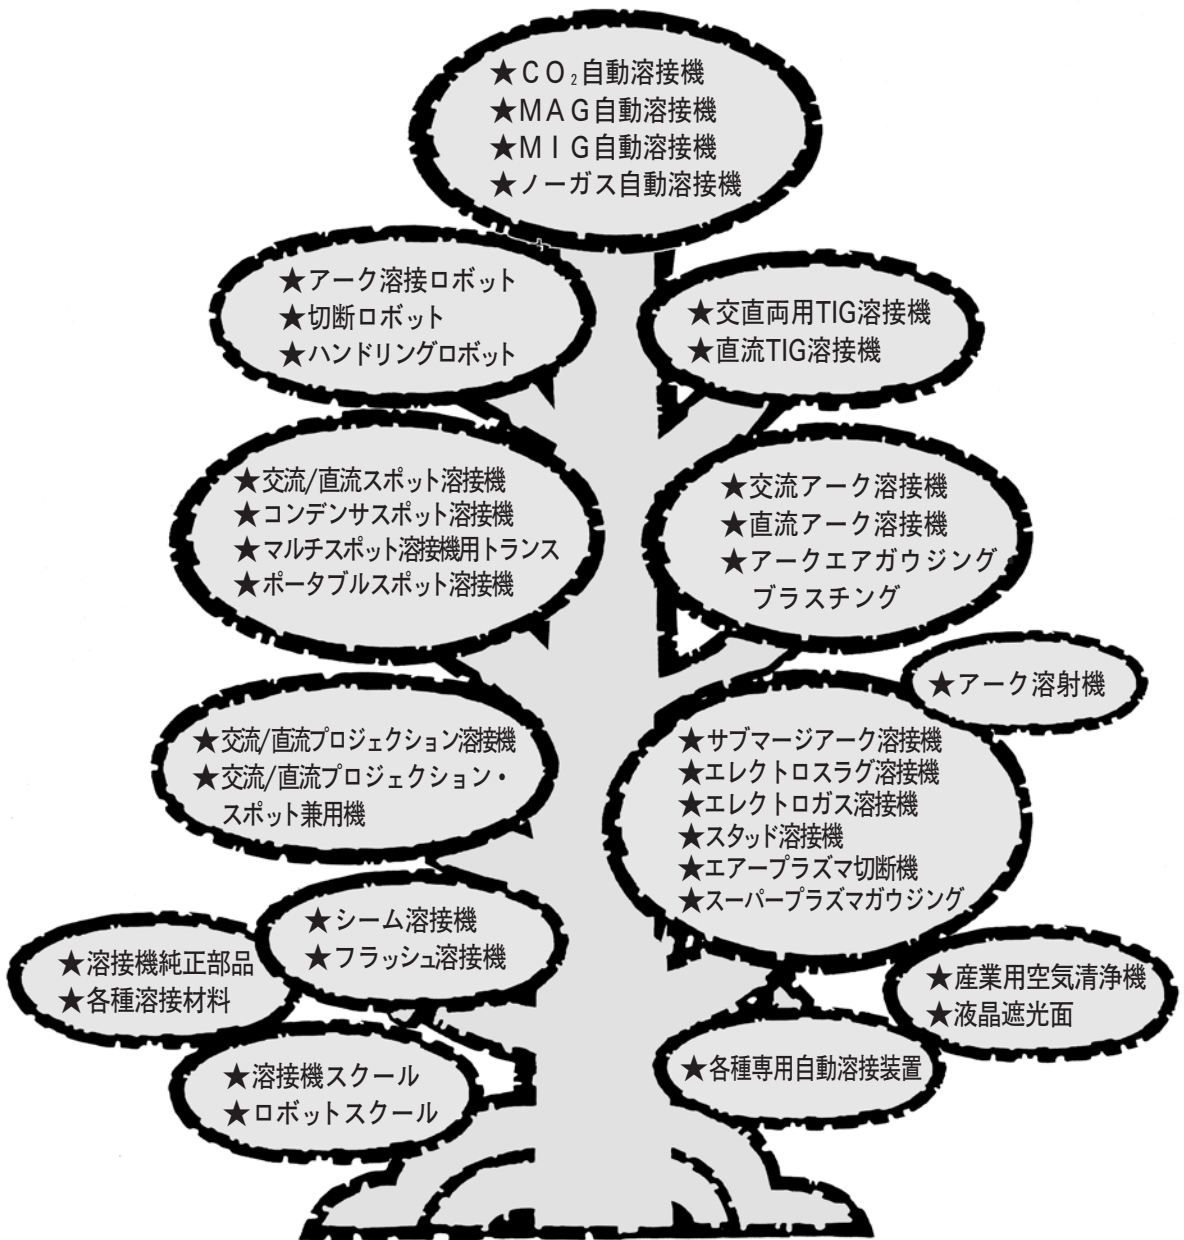 ★CO₂自動溶接機
★MAG自動溶接機
★MIG自動溶接機
★ノーガス自動溶接機
★アーク溶接ロボット
★切断ロボット
★ハンドリングロボット
★交直両用TIG溶接機
★直流TIG溶接機
★交流/直流スポット溶接機
★コンデンサスポット溶接機
★マルチスポット溶接機用トランス
★ポータブルスポット溶接機
★交流アーク溶接機
★直流アーク溶接機
★アークエアガウジング
ブラスチング
★アーク溶射機
★交流/直流プロジェクション溶接機
★交流/直流プロジェクション・
スポット兼用機
★サブマージアーク溶接機
★エレクトロスラグ溶接機
★エレクトロガス溶接機
★スタッド溶接機
★エアープラズマ切断機
★スーパープラズマガウジング
★シーム溶接機
★フラッシュ溶接機
★溶接機純正部品
★各種溶接材料
★産業用空気清浄機
★液晶遮光面
★溶接機スクール
★ロボットスクール
★各種専用自動溶接装置